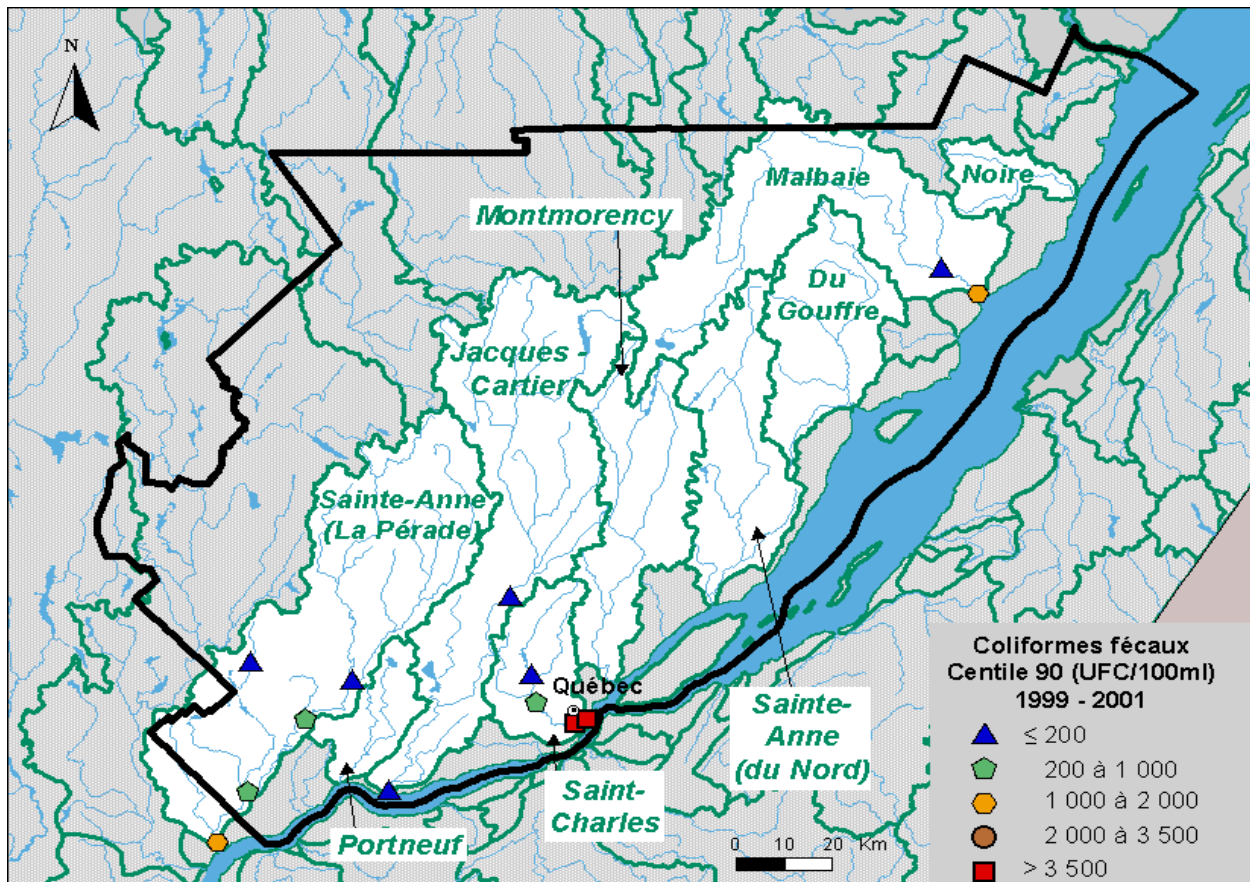 N
Malbaie
Noire
Montmorency
Du
Gouffre
Jacques -
Cartier
Sainte-Anne
(La Pérade)
Québec
Sainte-
Anne
(du Nord)
Saint-
Charles
Portneuf
0 10 20 Km
Coliformes fécaux
Centile 90 (UFC/100ml)
1999 - 2001
≤ 200
200 à 1 000
1 000 à 2 000
2 000 à 3 500
> 3 500